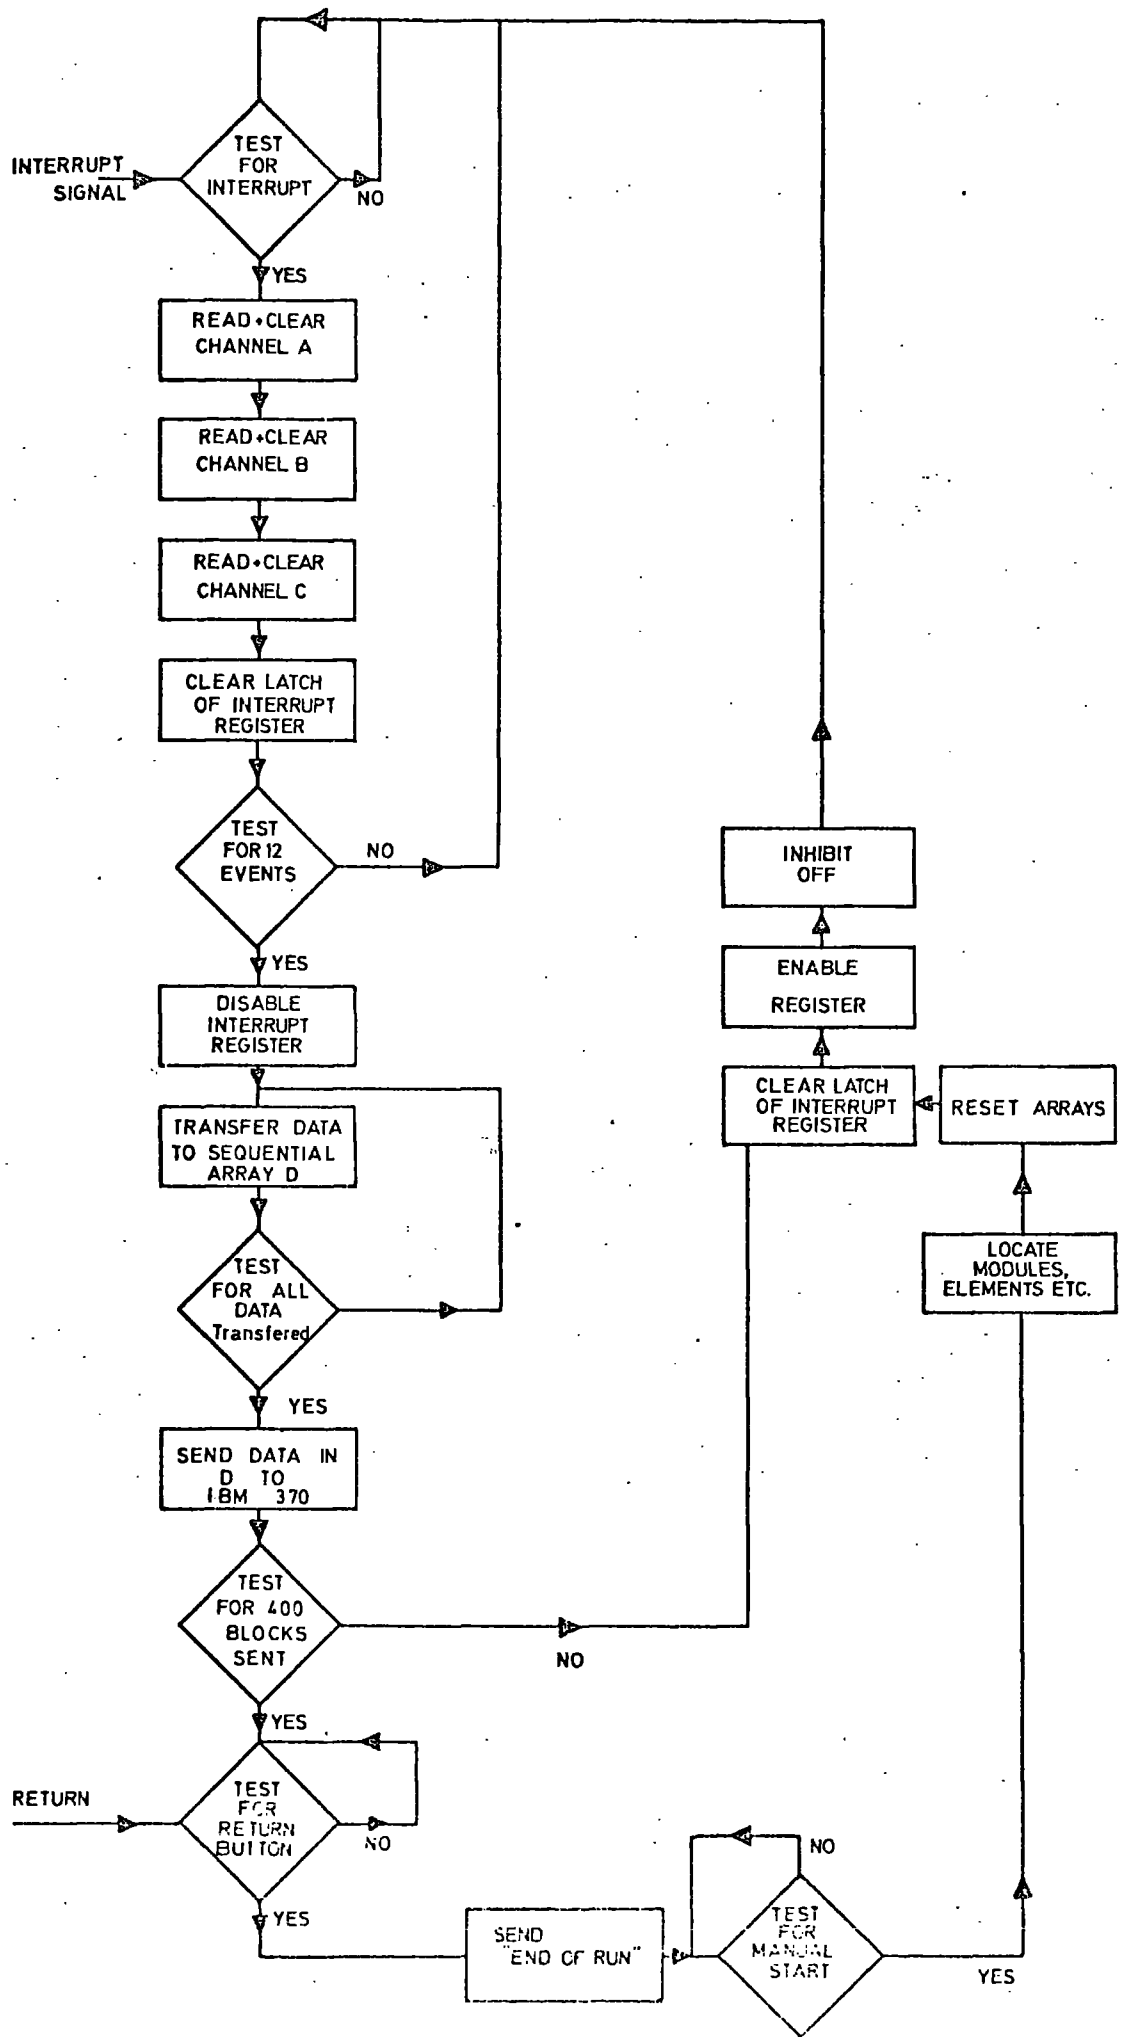 TEST
FOR
INTERRUPT
INTERRUPT
SIGNAL
NO
YES
READ+CLEAR
CHANNEL A
READ+CLEAR
CHANNEL B
READ+CLEAR
CHANNEL C
CLEAR LATCH
OF INTERRUPT
REGISTER
TEST
FOR 12
EVENTS
NO
YES
DISABLE
INTERRUPT
REGISTER
TRANSFER DATA
TO SEQUENTIAL
ARRAY D
TEST
FOR ALL
DATA
Transfered
YES
SEND DATA IN
D TO
IBM 370
TEST
FOR 400
BLOCKS
SENT
NO
YES
RETURN
TEST
FOR
RETURN
BUTTON
NO
YES
SEND
"END OF RUN"
TEST
FOR
MANUAL
START
NO
YES
LOCATE
MODULES,
ELEMENTS ETC.
RESET ARRAYS
CLEAR LATCH
OF INTERRUPT
REGISTER
ENABLE
REGISTER
INHIBIT
OFF